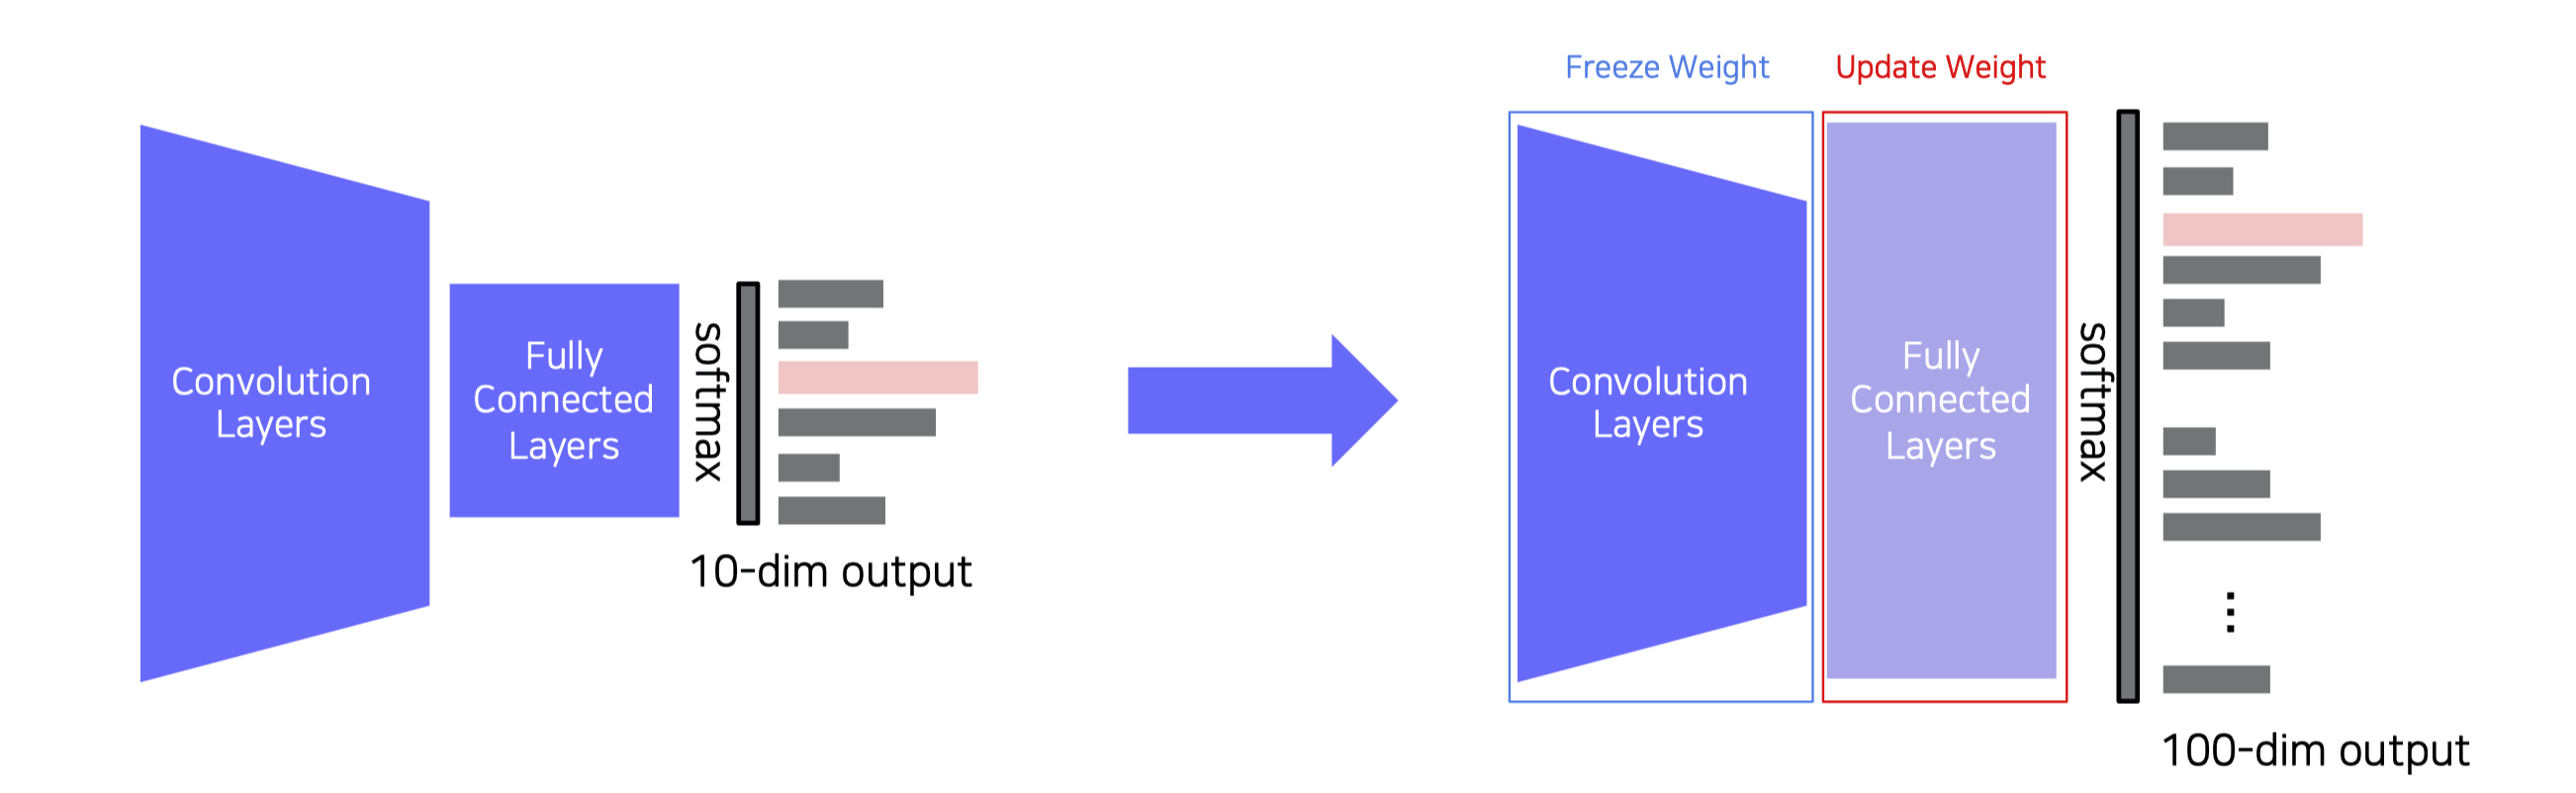 Convolution
Layers
Fully
Connected
Layers
softmax
10-dim output
Freeze Weight
Update Weight
Convolution
Layers
Fully
Connected
Layers
softmax
⋮
100-dim output